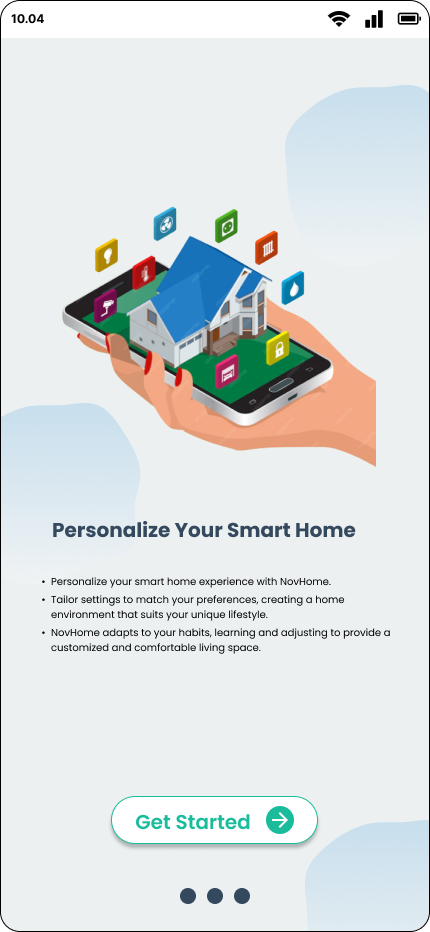 10.04
Personalize Your Smart Home
• Personalize your smart home experience with NovHome.
• Tailor settings to match your preferences, creating a home
environment that suits your unique lifestyle.
• NovHome adapts to your habits, learning and adjusting to provide a
customized and comfortable living space.
Get Started